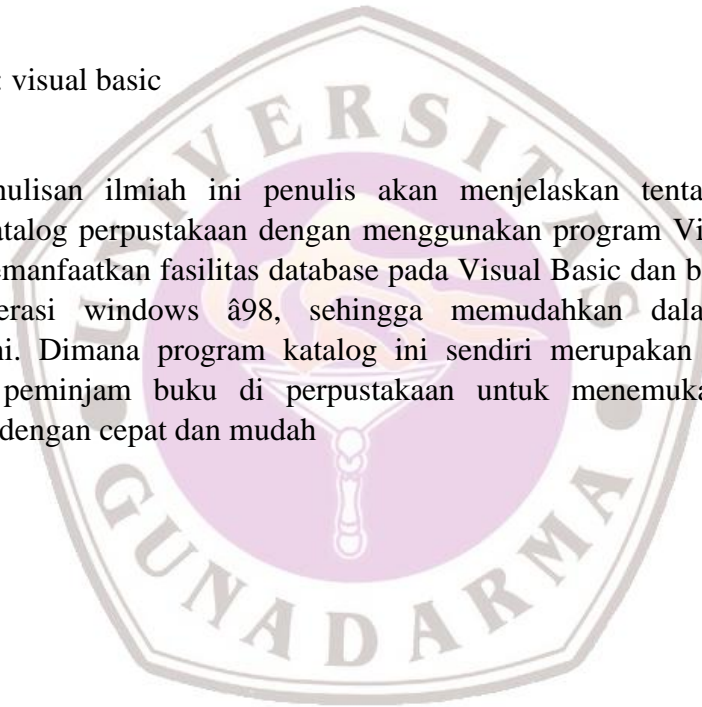 : visual basic
nulisan ilmiah ini penulis akan menjelaskan tenta
atalog perpustakaan dengan menggunakan program Vi
emanfaatkan fasilitas database pada Visual Basic dan b
erasi windows â98, sehingga memudahkan dala
ni. Dimana program katalog ini sendiri merupakan
peminjam buku di perpustakaan untuk menemuka
dengan cepat dan mudah
UNIVERSITAS
GUNADARMA